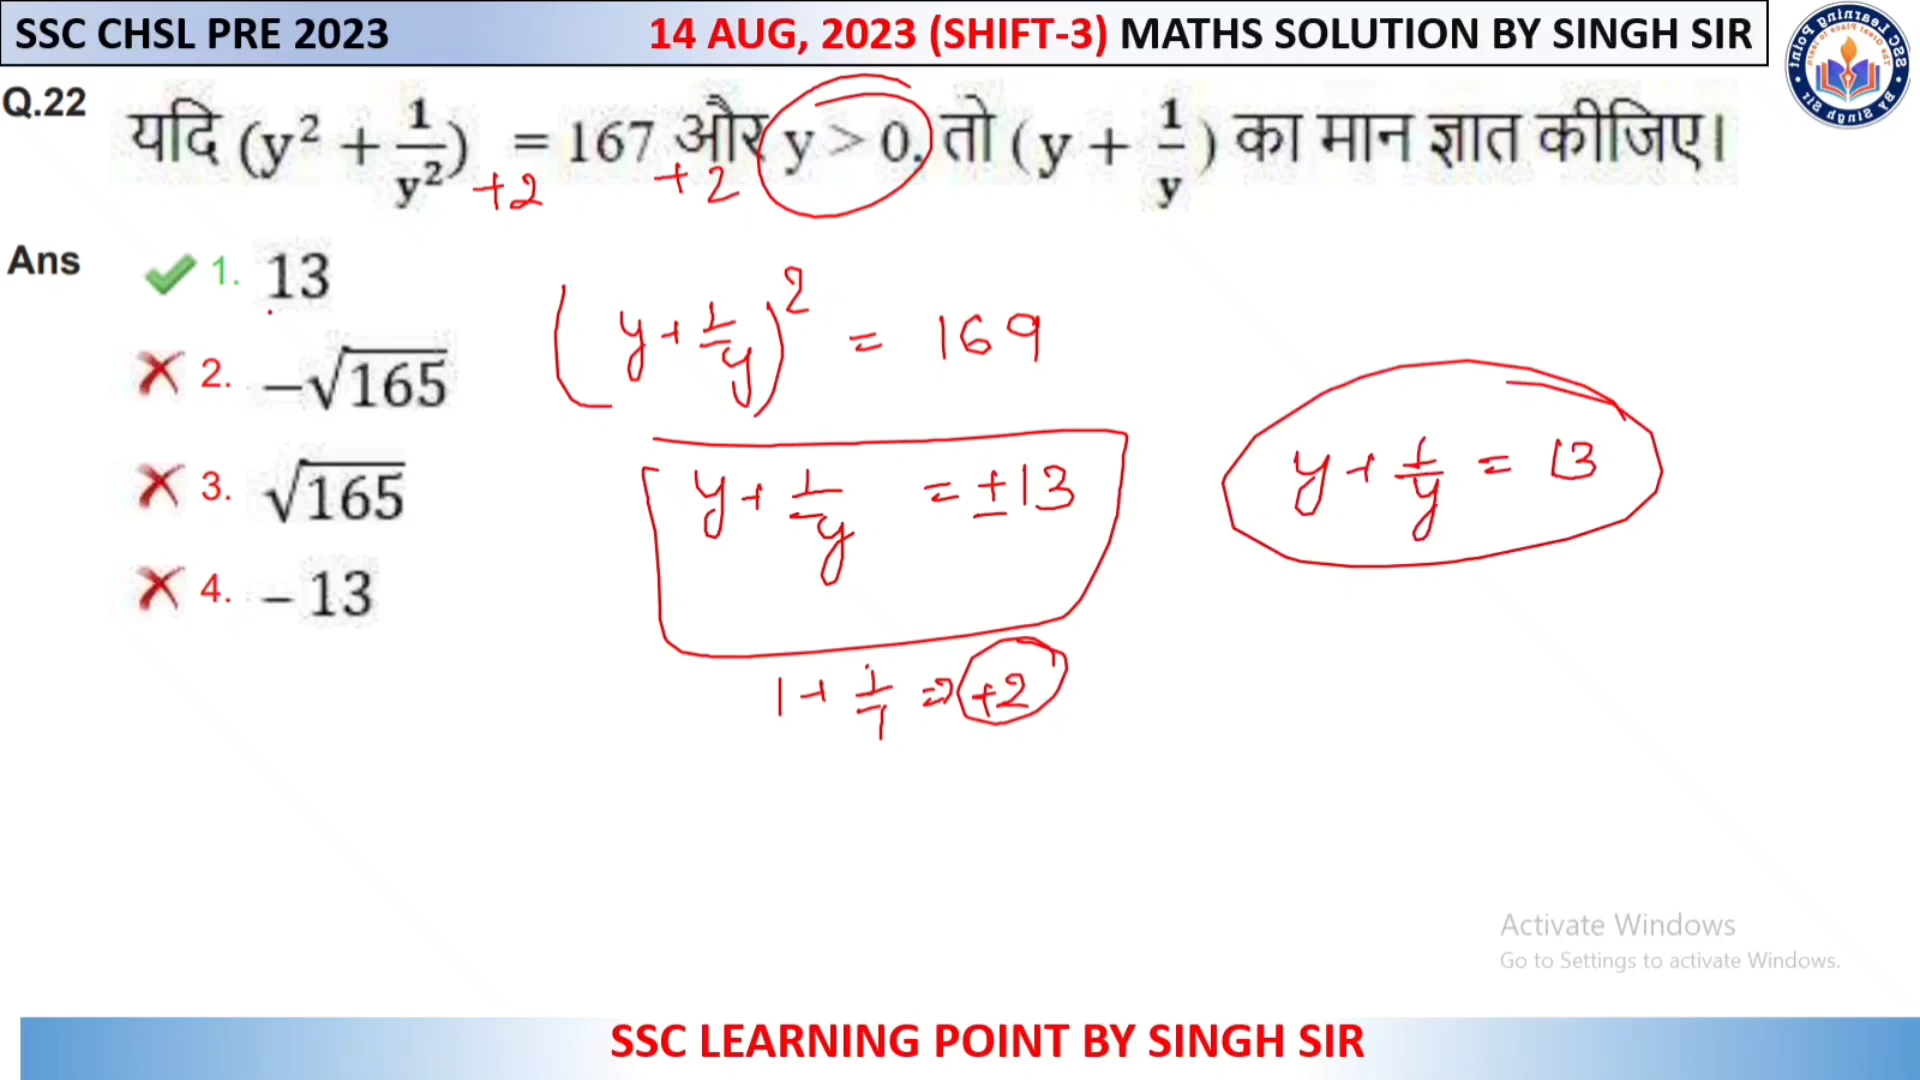 SSC CHSL PRE 2023 14 AUG, 2023 (SHIFT-3) MATHS SOLUTION BY SINGH SIR
Q.22 यदि (y² + 1/y²) = 167 और y > 0, तो ( y + 1/y ) का मान ज्ञात कीजिए।
+2 +2
Ans 1. 13
2. −√165
3. √165
4. − 13
(y + 1/y)² = 169
y + 1/y = ±13
y + 1/y = 13
1 + 1/1 ⇒ +2
Activate Windows
Go to Settings to activate Windows.
SSC LEARNING POINT BY SINGH SIR